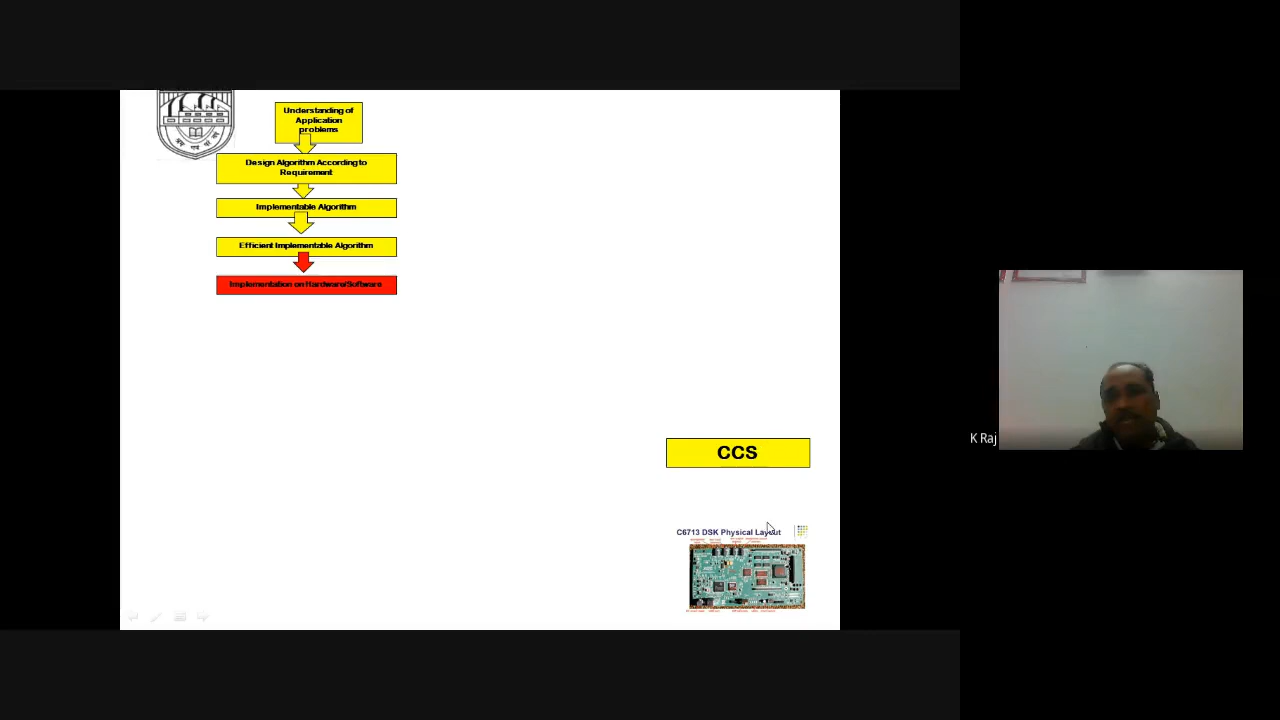 Understanding of
Application
problems
Design Algorithm According to
Requirement
Implementable Algorithm
Efficient Implementable Algorithm
Implementation on Hardware/Software
CCS
C6713 DSK Physical Layout
K Raj